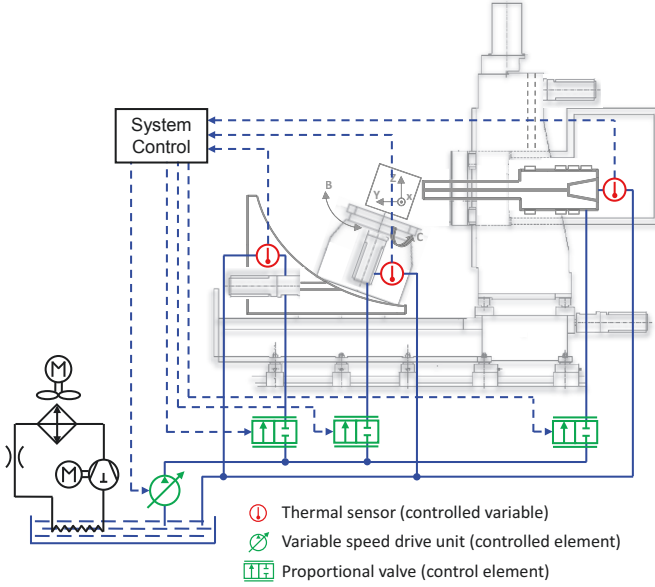 System
Control
B
Z
Y
x
C
M
M
Thermal sensor (controlled variable)
Variable speed drive unit (controlled element)
Proportional valve (control element)